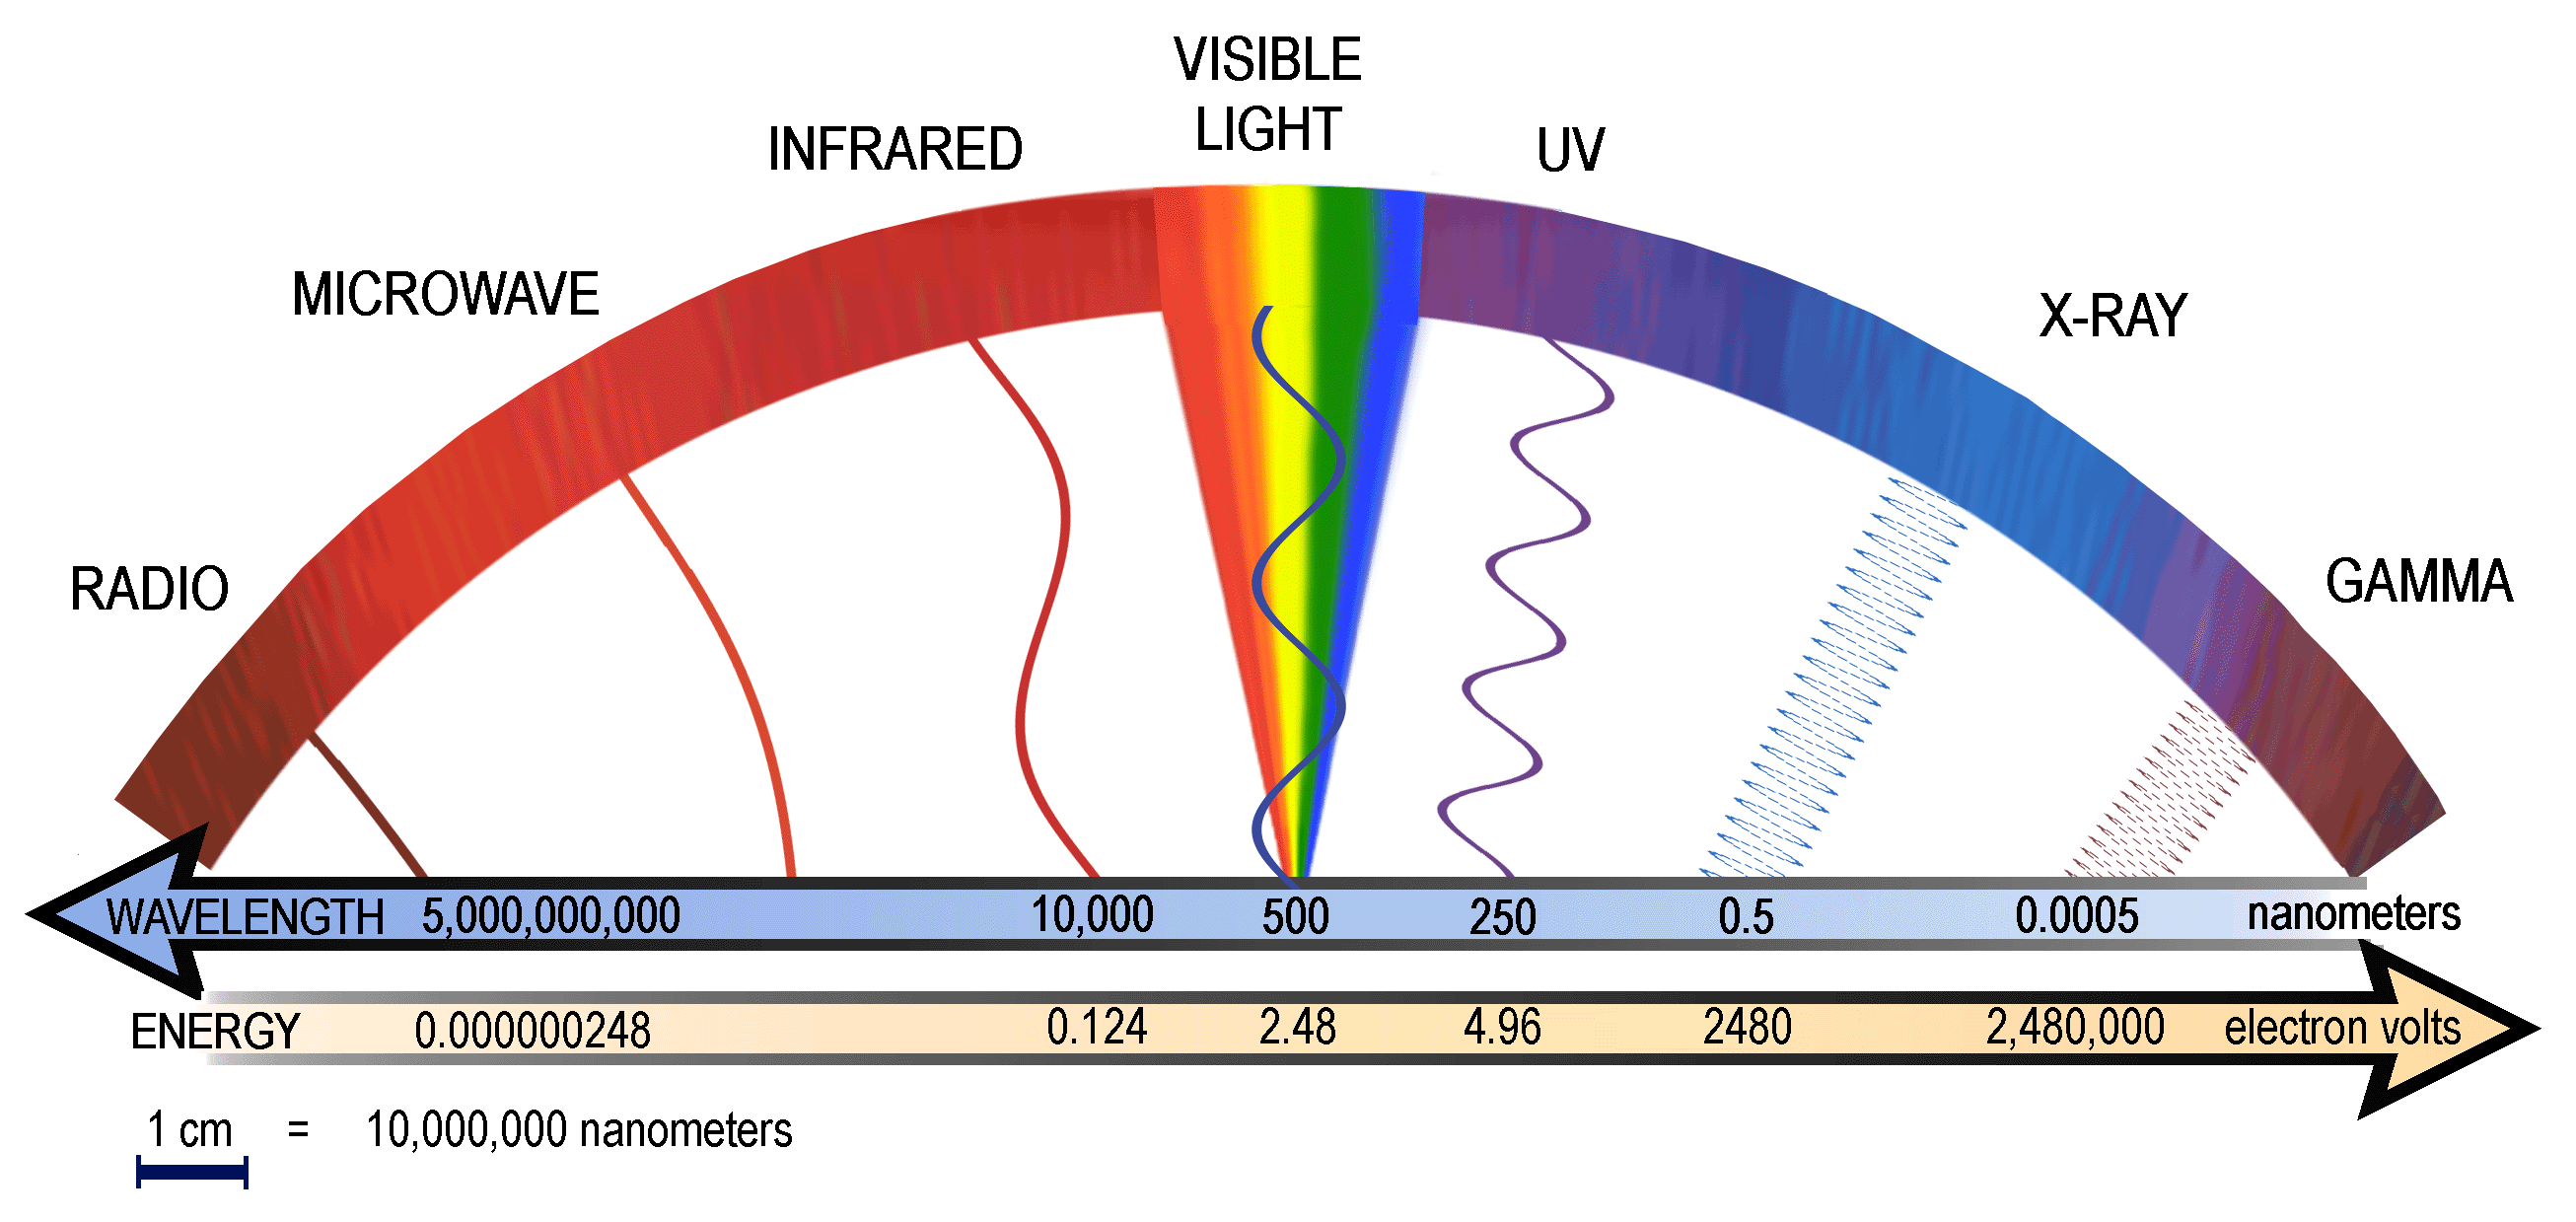 VISIBLE
LIGHT
INFRARED
UV
MICROWAVE
X-RAY
RADIO
GAMMA
WAVELENGTH 5,000,000,000 10,000 500 250 0.5 0.0005 nanometers
ENERGY 0.000000248 0.124 2.48 4.96 2480 2,480,000 electron volts
1 cm = 10,000,000 nanometers